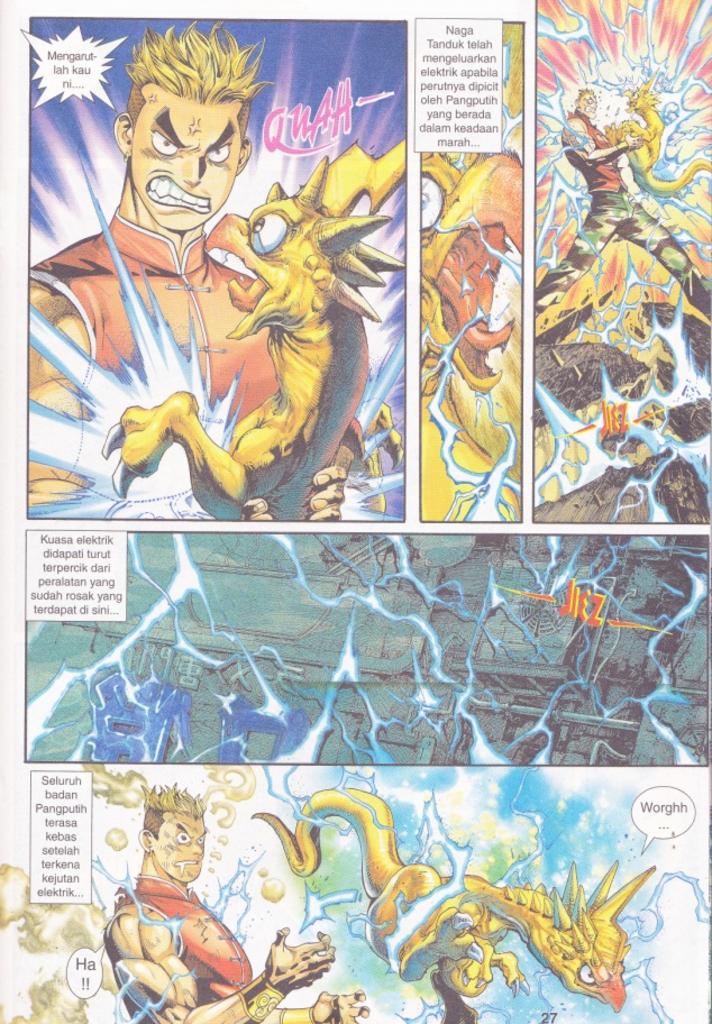 Mengarut-
lah kau
ni....
QUAH
Naga
Tanduk telah
mengeluarkan
elektrik apabila
perutnya dipicit
oleh Pangputih
yang berada
dalam keadaan
marah...
JIEZ
Kuasa elektrik
didapati turut
terpercik dari
peralatan yang
sudah rosak yang
terdapat di sini...
JIEZ
Seluruh
badan
Pangputih
terasa
kebas
setelah
terkena
kejutan
elektrik...
Worghh
...
Ha
!!
27